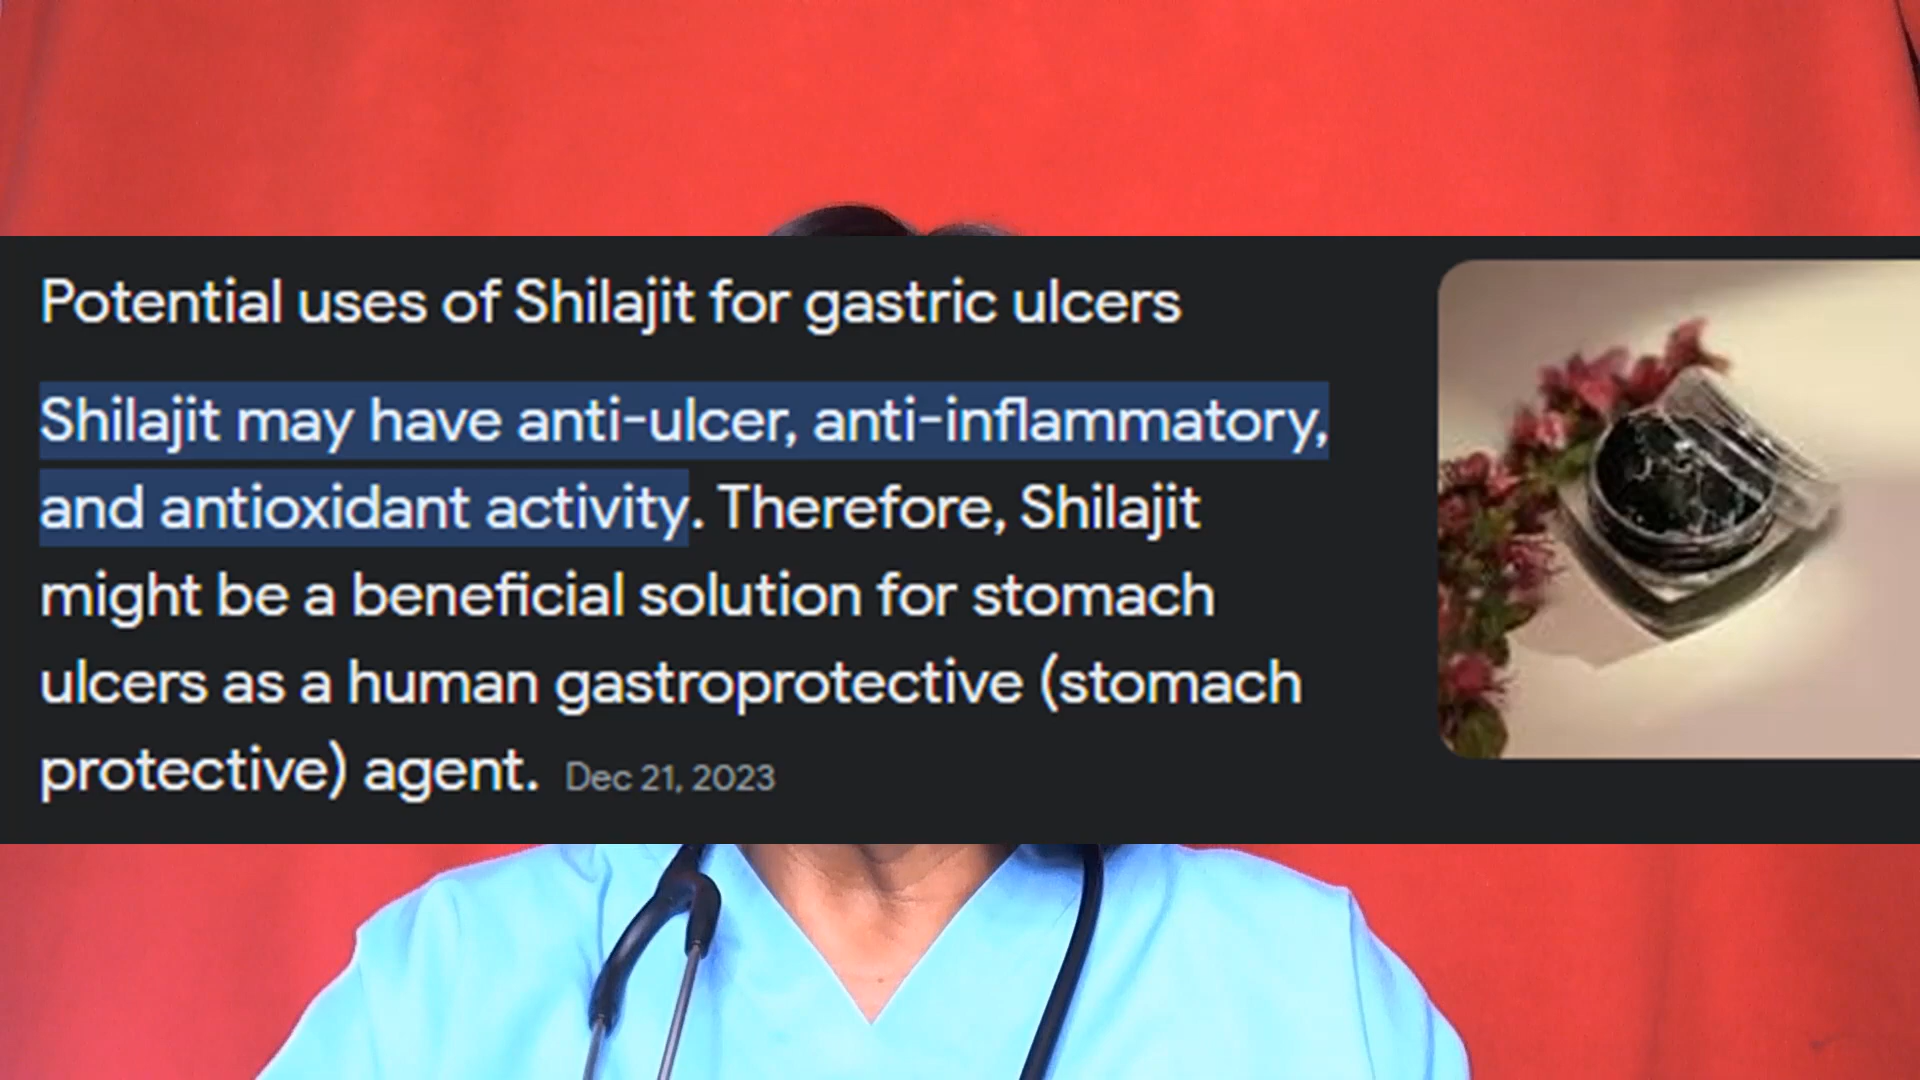 Potential uses of Shilajit for gastric ulcers
Shilajit may have anti-ulcer, anti-inflammatory,
and antioxidant activity. Therefore, Shilajit
might be a beneficial solution for stomach
ulcers as a human gastroprotective (stomach
protective) agent. Dec 21, 2023